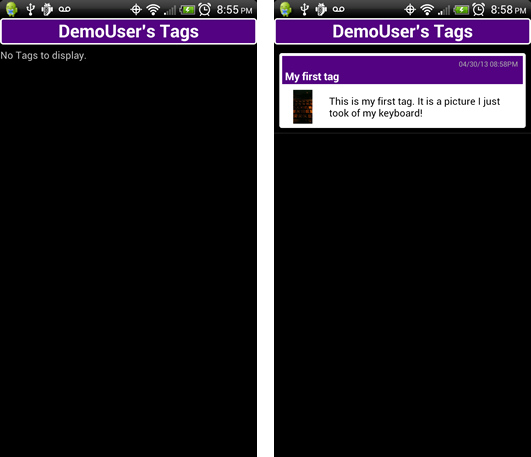 8:55 PM
DemoUser's Tags
No Tags to display.
8:58 PM
DemoUser's Tags
04/30/13 08:58PM
My first tag
This is my first tag. It is a picture I just
took of my keyboard!